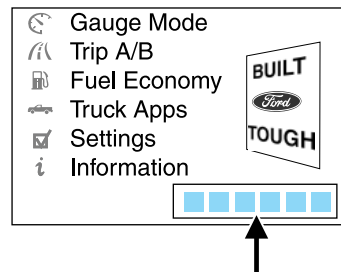 Gauge Mode
Trip A/B
Fuel Economy
Truck Apps
Settings
i Information
BUILT
Ford
TOUGH